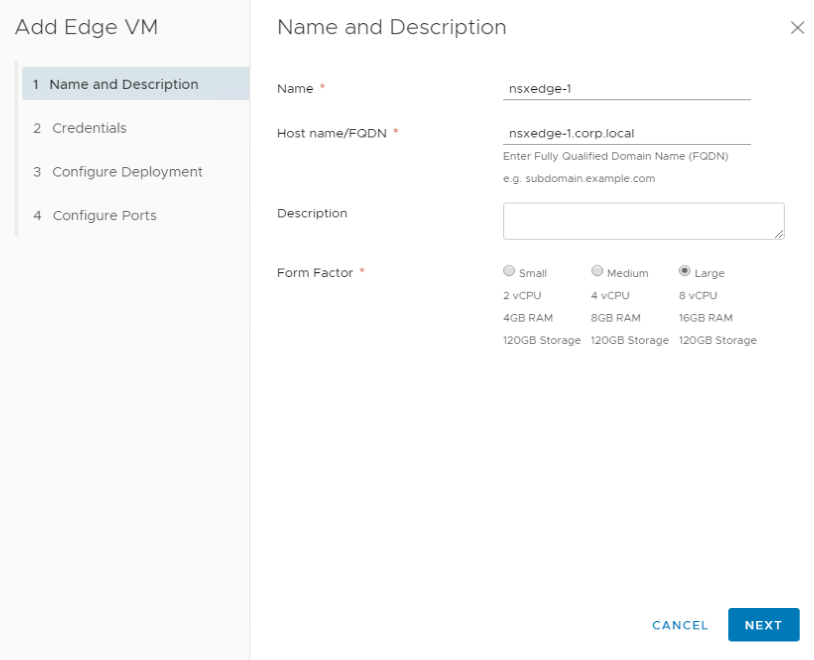 Add Edge VM
1 Name and Description
2 Credentials
3 Configure Deployment
4 Configure Ports
Name and Description
Name *
nsxedge-1
Host name/FQDN *
nsxedge-1.corp.local
Enter Fully Qualified Domain Name (FQDN)
e.g. subdomain.example.com
Description
Form Factor *
Small Medium Large
2 vCPU 4 vCPU 8 vCPU
4GB RAM 8GB RAM 16GB RAM
120GB Storage 120GB Storage 120GB Storage
CANCEL NEXT